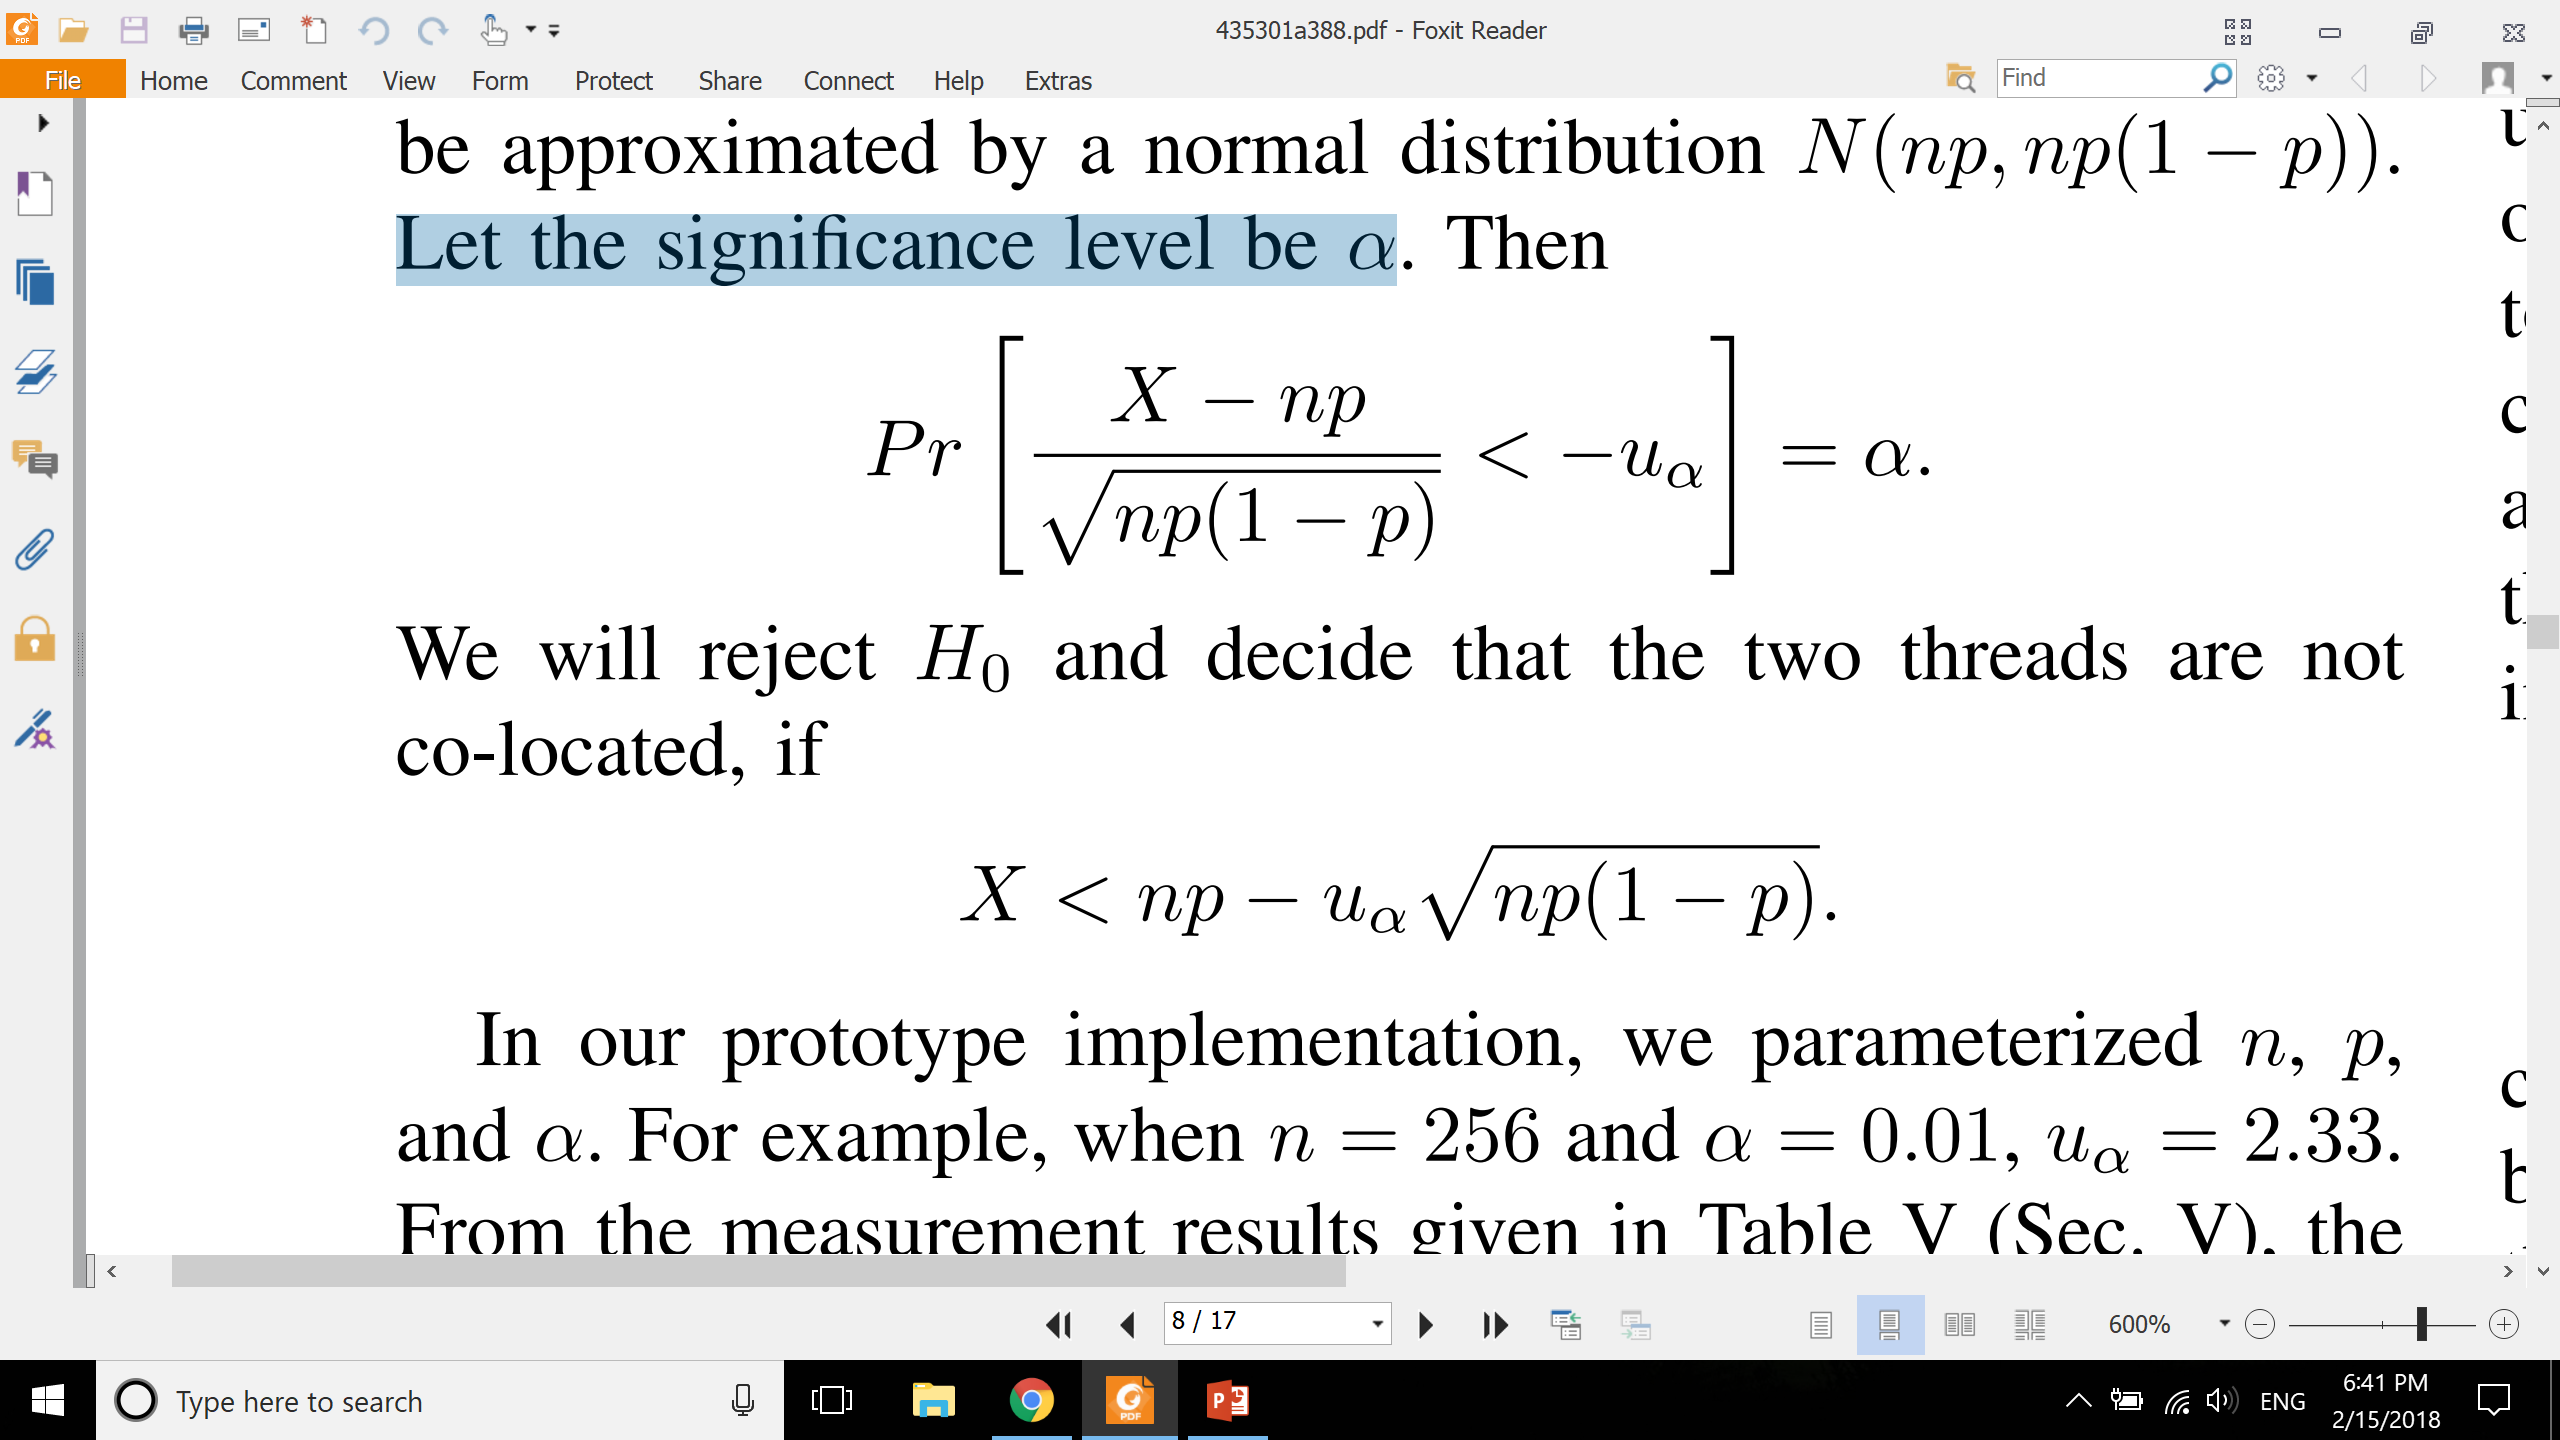 435301a388.pdf - Foxit Reader
File Home Comment View Form Protect Share Connect Help Extras Find
be approximated by a normal distribution N(np, np(1 − p)).
Let the significance level be α. Then
Pr [ (X − np) / √(np(1 − p)) < −u_α ] = α.
We will reject H₀ and decide that the two threads are not
co-located, if
X < np − u_α √(np(1 − p)).
In our prototype implementation, we parameterized n, p,
and α. For example, when n = 256 and α = 0.01, u_α = 2.33.
From the measurement results given in Table V (Sec. V), the
8 / 17
600%
Type here to search
ENG
6:41 PM
2/15/2018